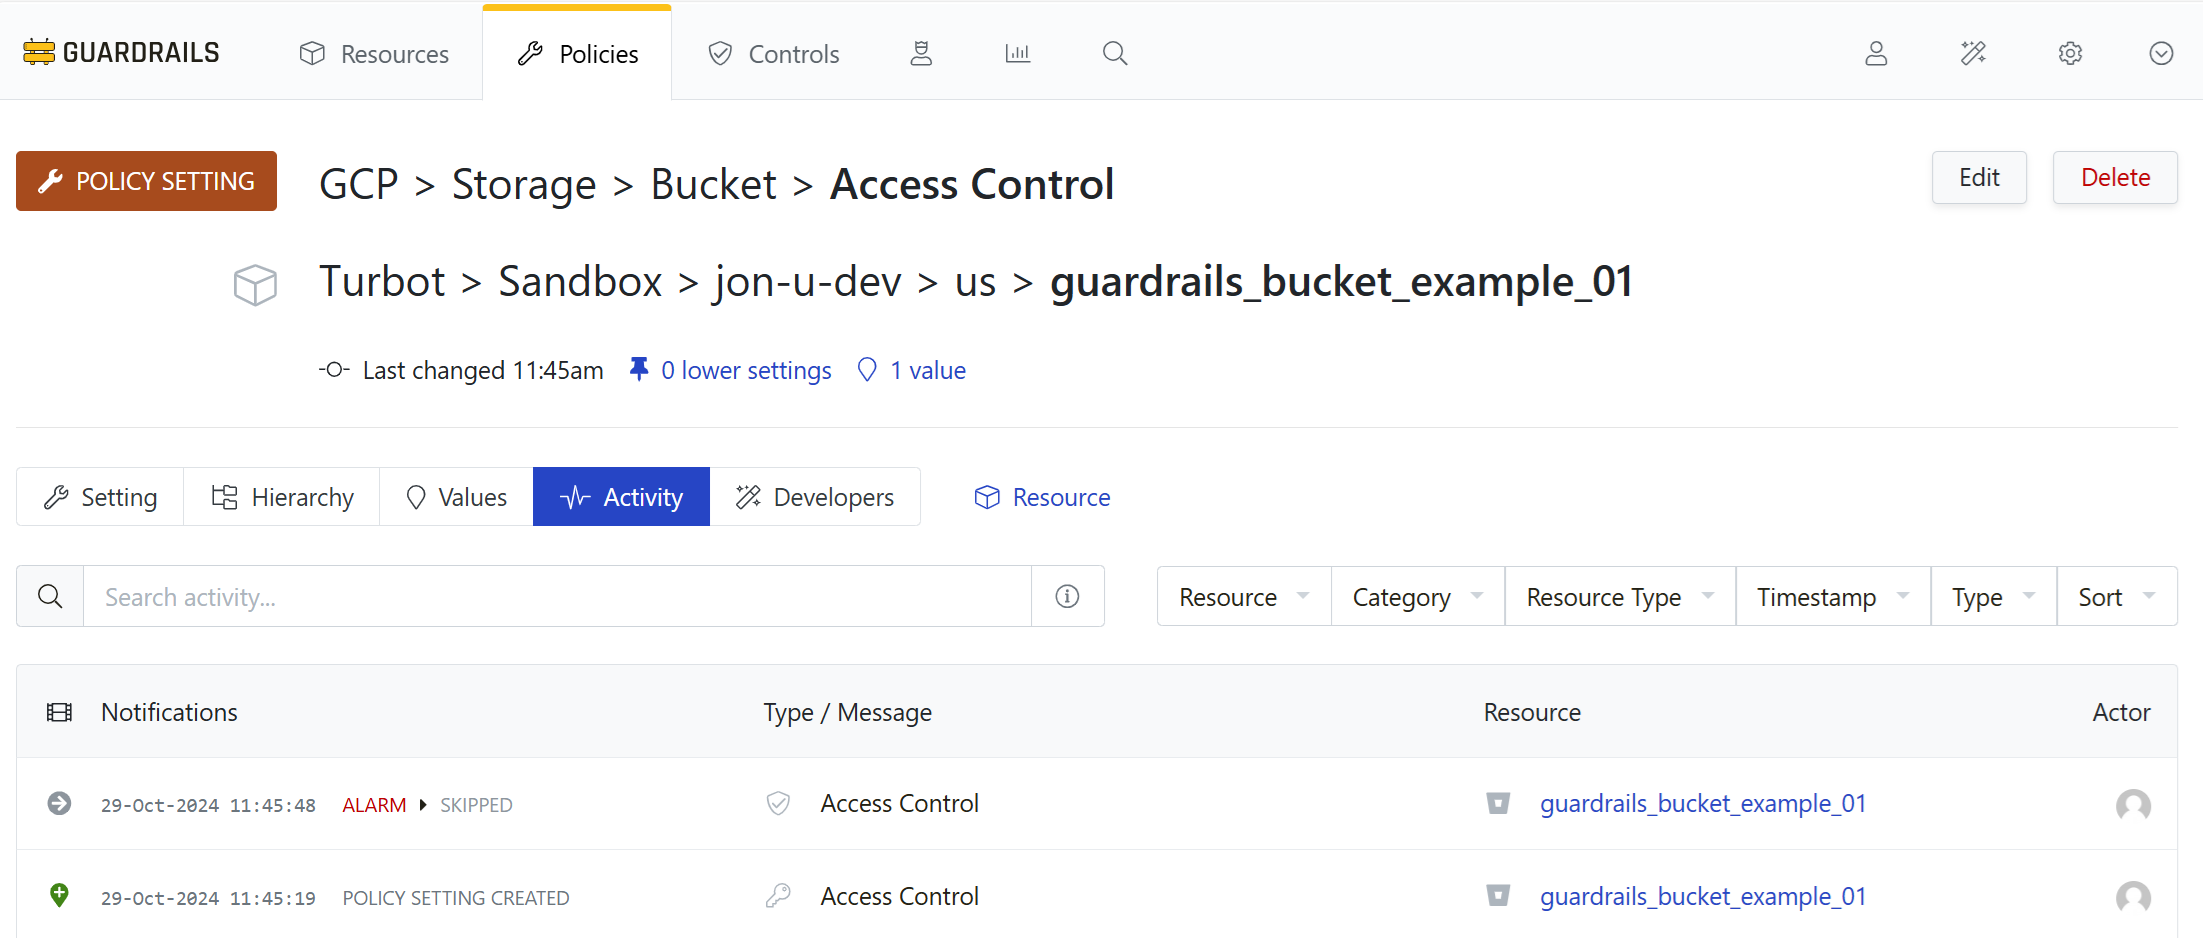 GUARDRAILS Resources Policies Controls
POLICY SETTING GCP > Storage > Bucket > Access Control Edit Delete
Turbot > Sandbox > jon-u-dev > us > guardrails_bucket_example_01
Last changed 11:45am 0 lower settings 1 value
Setting Hierarchy Values Activity Developers Resource
Search activity... Resource Category Resource Type Timestamp Type Sort
Notifications Type / Message Resource Actor
29-Oct-2024 11:45:48 ALARM SKIPPED Access Control guardrails_bucket_example_01
29-Oct-2024 11:45:19 POLICY SETTING CREATED Access Control guardrails_bucket_example_01